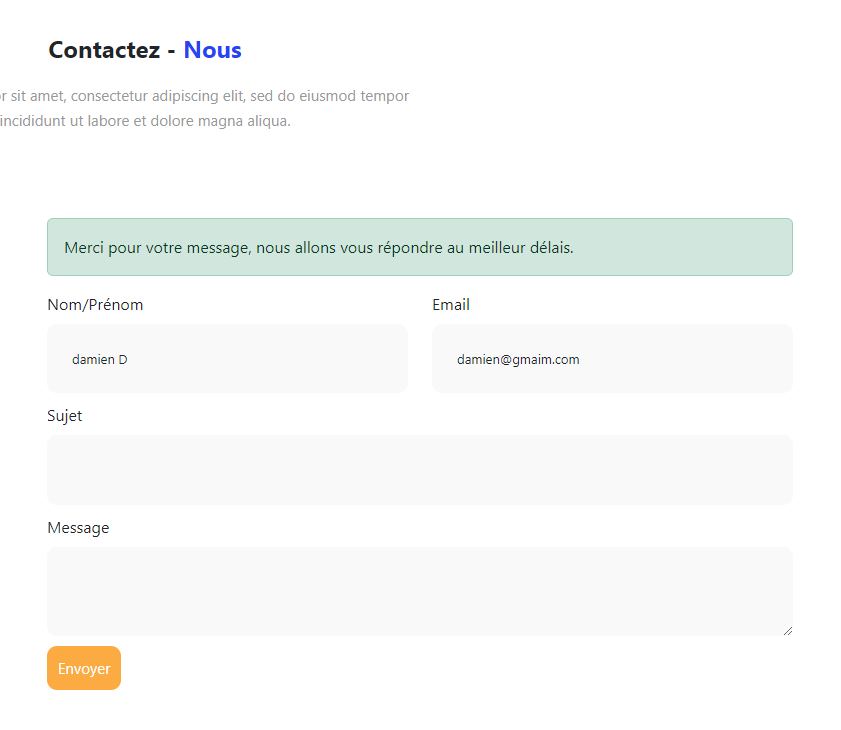 Contactez - Nous
r sit amet, consectetur adipiscing elit, sed do eiusmod tempor
incididunt ut labore et dolore magna aliqua.
Merci pour votre message, nous allons vous répondre au meilleur délais.
Nom/Prénom
Email
damien D
damien@gmaim.com
Sujet
Message
Envoyer